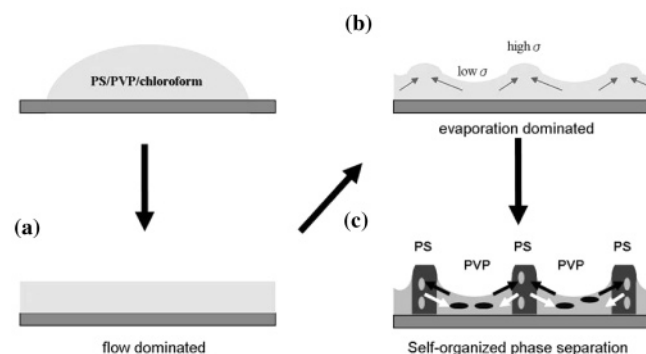 PS/PVP/chloroform
(a)
flow dominated
(b)
high σ
low σ
evaporation dominated
(c)
PS PS PS
PVP PVP
Self-organized phase separation